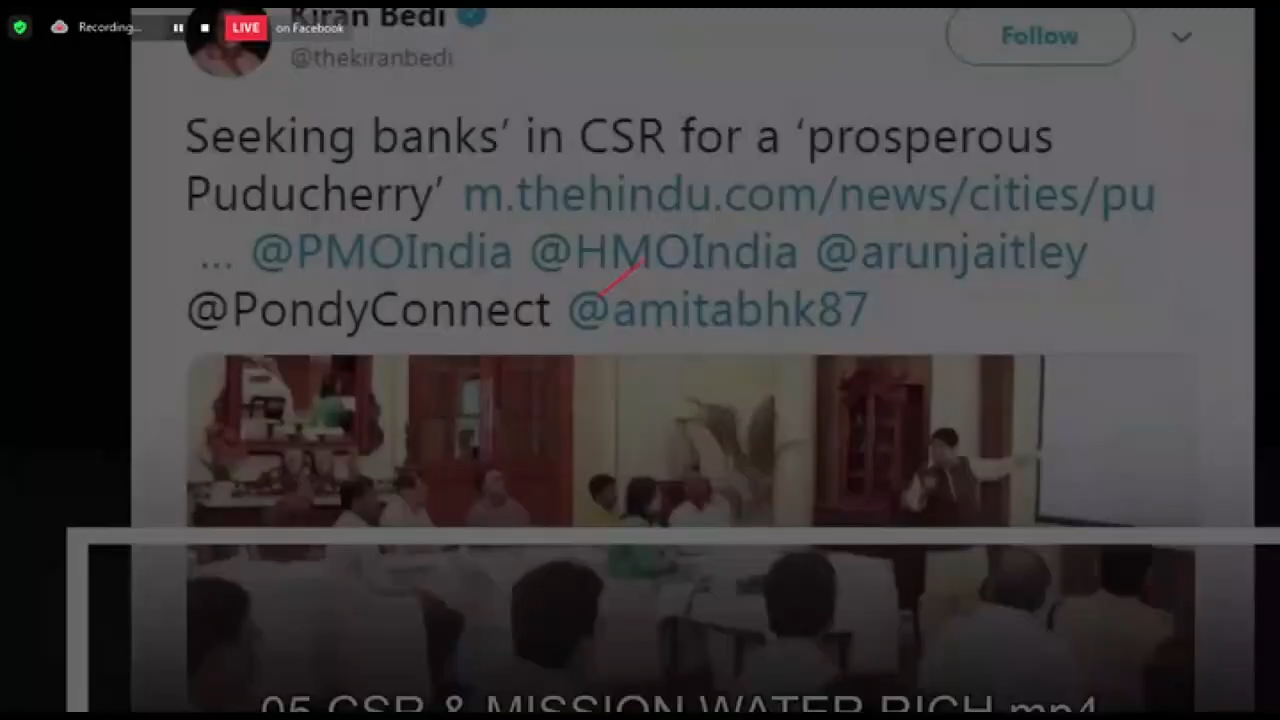 Recording...
LIVE
on Facebook
Kiran Bedi
@thekiranbedi
Follow
Seeking banks’ in CSR for a ‘prosperous
Puducherry’ m.thehindu.com/news/cities/pu
... @PMOIndia @HMOIndia @arunjaitley
@PondyConnect @amitabhk87
05 CSR & MISSION WATER RICH.mp4